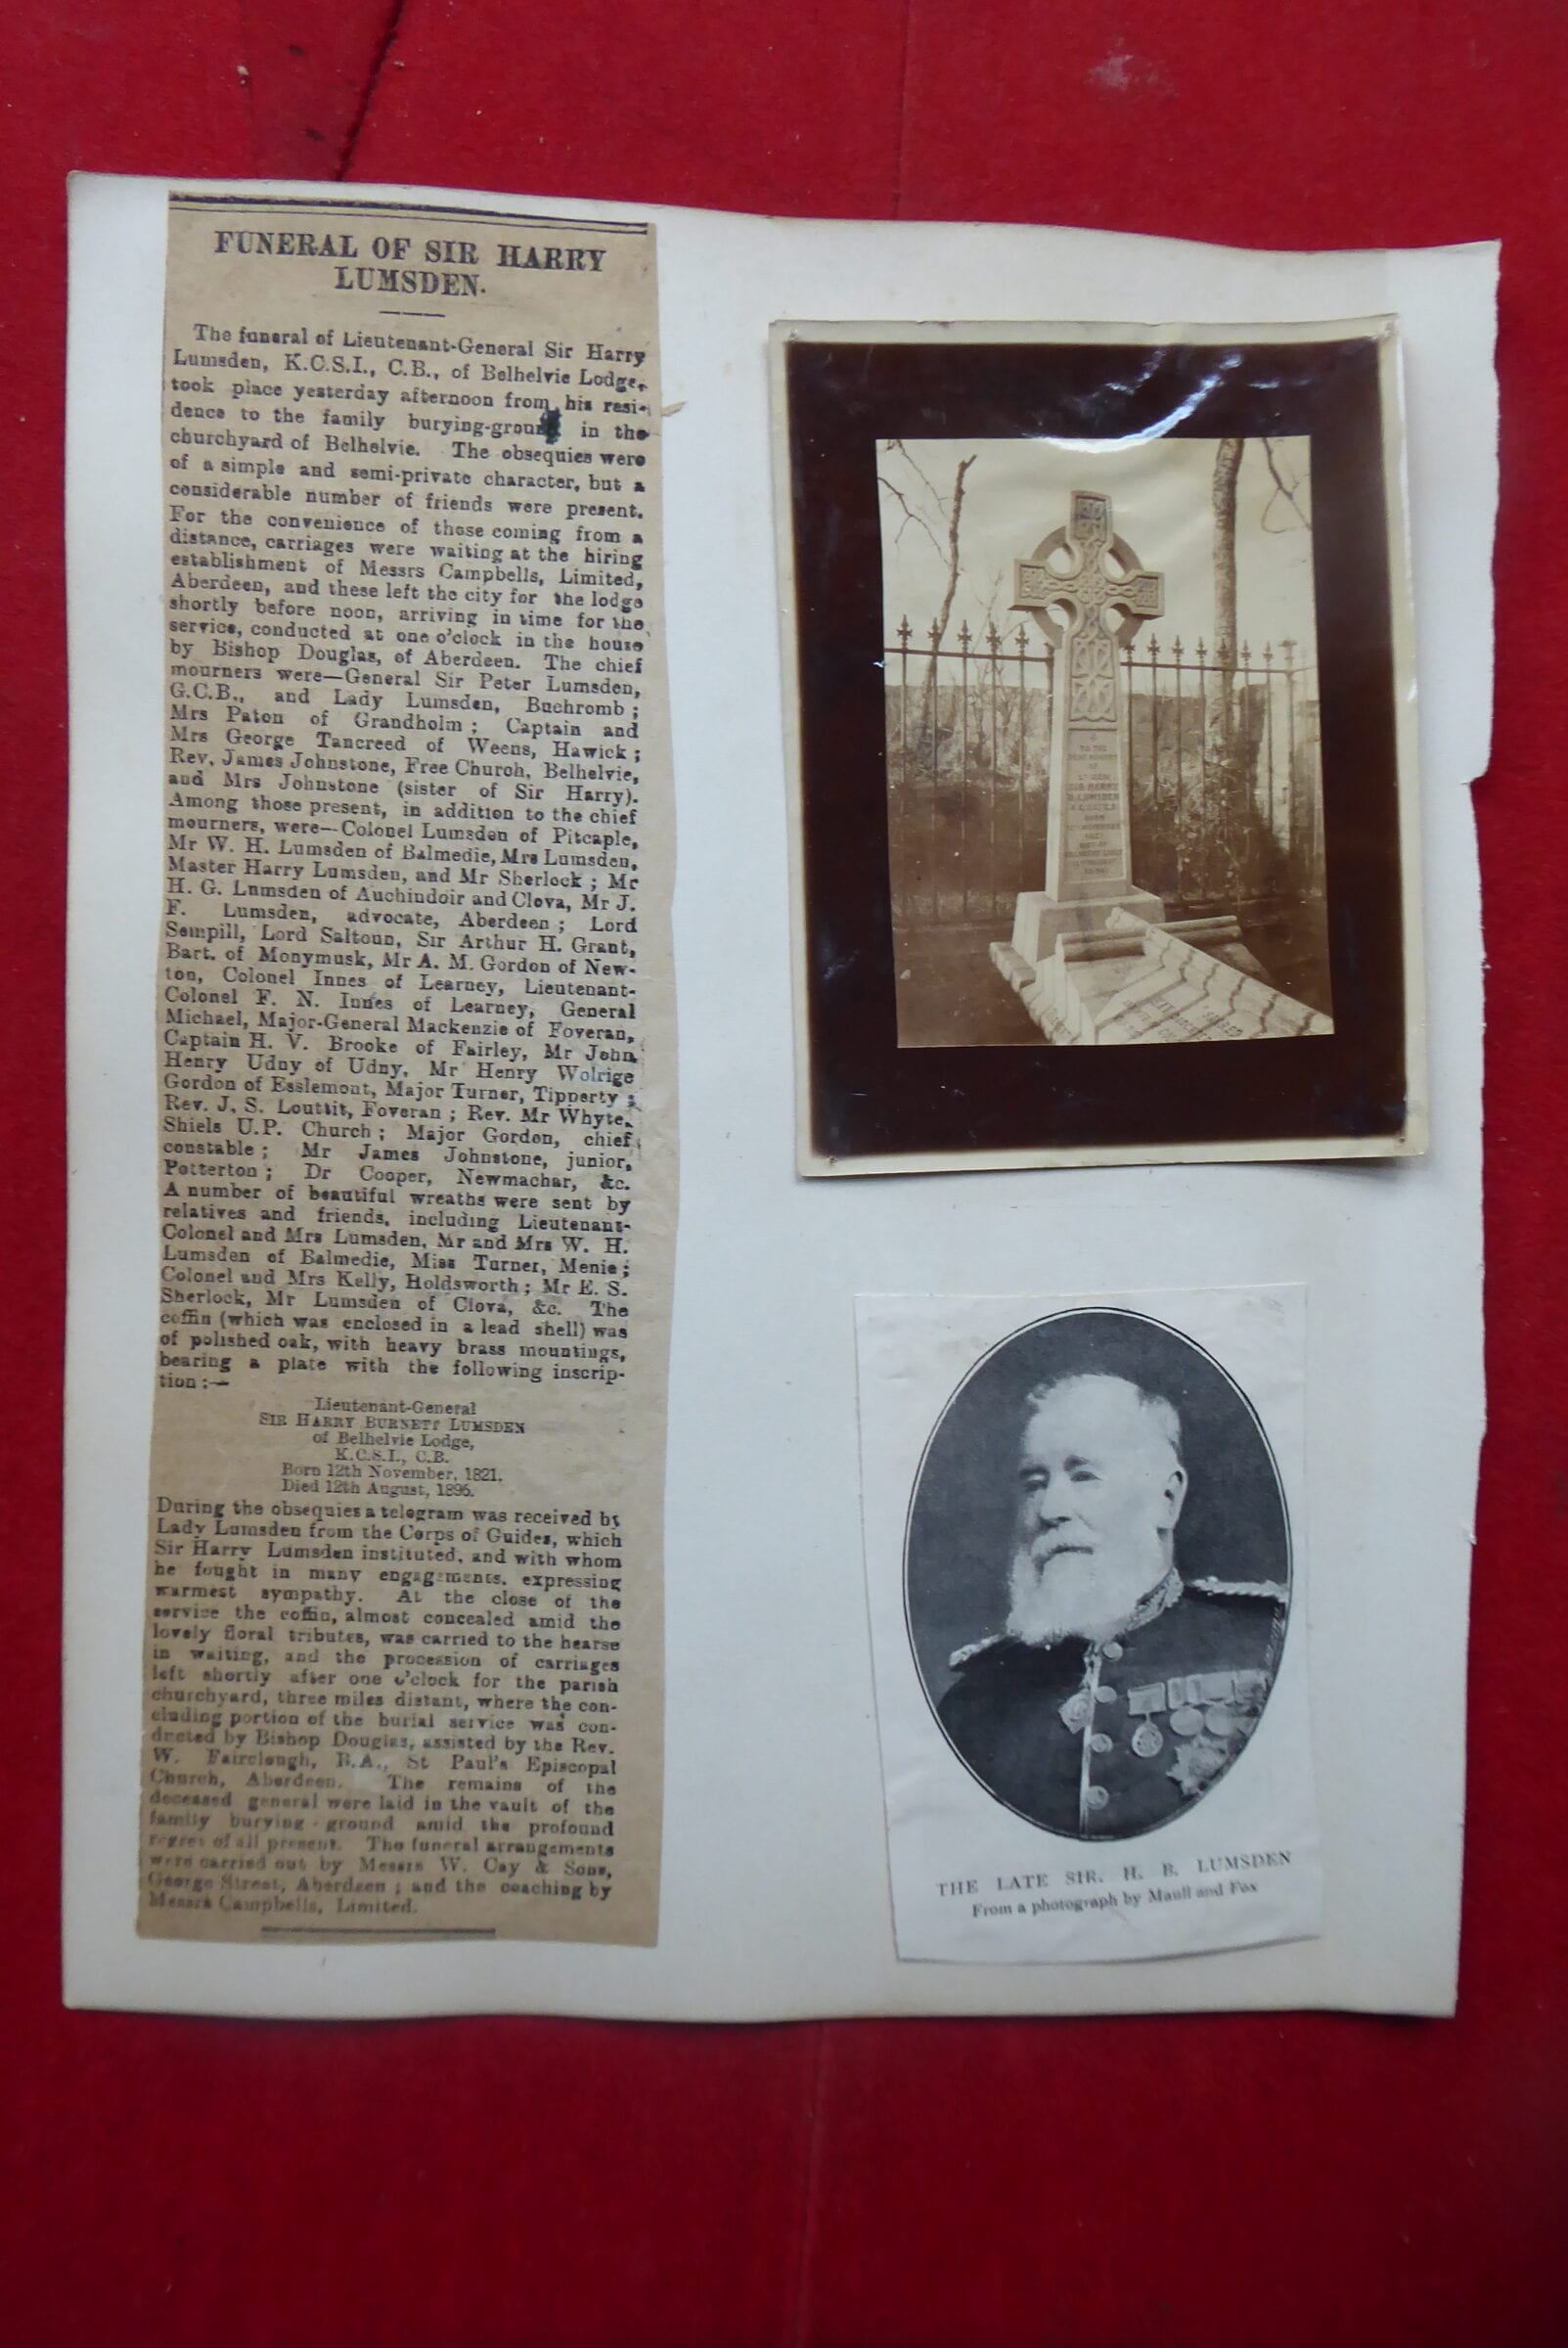 FUNERAL OF SIR HARRY
LUMSDEN.
The funeral of Lieutenant-General Sir Harry
Lumsden, K.C.S.I., C.B., of Belhelvie Lodge,
took place yesterday afternoon from his resi-
dence to the family burying-ground in the
churchyard of Belhelvie. The obsequies were
of a simple and semi-private character, but a
considerable number of friends were present.
For the convenience of those coming from a
distance, carriages were waiting at the hiring
establishment of Messrs Campbells, Limited,
Aberdeen, and these left the city for the lodge
shortly before noon, arriving in time for the
service, conducted at one o'clock in the house
by Bishop Douglas, of Aberdeen. The chief
mourners were—General Sir Peter Lumsden,
G.C.B., and Lady Lumsden, Buchromb;
Mrs Paton of Grandholm; Captain and
Mrs George Tancreed of Weens, Hawick;
Rev. James Johnstone, Free Church, Belhelvie,
and Mrs Johnstone (sister of Sir Harry).
Among those present, in addition to the chief
mourners, were—Colonel Lumsden of Pitcaple,
Mr W. H. Lumsden of Balmedie, Mrs Lumsden,
Master Harry Lumsden, and Mr Sherlock; Mr
H. G. Lumsden of Auchindoir and Clova, Mr J.
F. Lumsden, advocate, Aberdeen; Lord
Sempill, Lord Saltoun, Sir Arthur H. Grant,
Bart. of Monymusk, Mr A. M. Gordon of New-
ton, Colonel Innes of Learney, Lieutenant-
Colonel F. N. Innes of Learney, General
Michael, Major-General Mackenzie of Foveran,
Captain H. V. Brooke of Fairley, Mr John
Henry Udny of Udny, Mr Henry Wolrige
Gordon of Esslemont, Major Turner, Tipperty;
Rev. J. S. Louttit, Foveran; Rev. Mr Whyte,
Shiels U.P. Church; Major Gordon, chief
constable; Mr James Johnstone, junior,
Potterton; Dr Cooper, Newmachar, &c.
A number of beautiful wreaths were sent by
relatives and friends, including Lieutenant-
Colonel and Mrs Lumsden, Mr and Mrs W. H.
Lumsden of Balmedie, Miss Turner, Menie;
Colonel and Mrs Kelly, Holdsworth; Mr E. S.
Sherlock, Mr Lumsden of Clova, &c. The
coffin (which was enclosed in a lead shell) was
of polished oak, with heavy brass mountings,
bearing a plate with the following inscrip-
tion:—
Lieutenant-General
SIR HARRY BURNETT LUMSDEN
of Belhelvie Lodge,
K.C.S.I., C.B.
Born 12th November, 1821.
Died 12th August, 1896.
During the obsequies a telegram was received by
Lady Lumsden from the Corps of Guides, which
Sir Harry Lumsden instituted, and with whom
he fought in many engagements, expressing
warmest sympathy. At the close of the
service the coffin, almost concealed amid the
lovely floral tributes, was carried to the hearse
in waiting, and the procession of carriages
left shortly after one o'clock for the parish
churchyard, three miles distant, where the con-
cluding portion of the burial service was con-
ducted by Bishop Douglas, assisted by the Rev.
W. Fairclough, B.A., St Paul's Episcopal
Church, Aberdeen. The remains of the
deceased general were laid in the vault of the
family burying-ground amid the profound
regret of all present. The funeral arrangements
were carried out by Messrs W. Cay & Sons,
George Street, Aberdeen; and the coaching by
Messrs Campbells, Limited.
TO THE
OF
LT GEN
SIR HARRY
B. LUMSDEN
BORN
THE LATE SIR. H. B. LUMSDEN
From a photograph by Maull and Fox